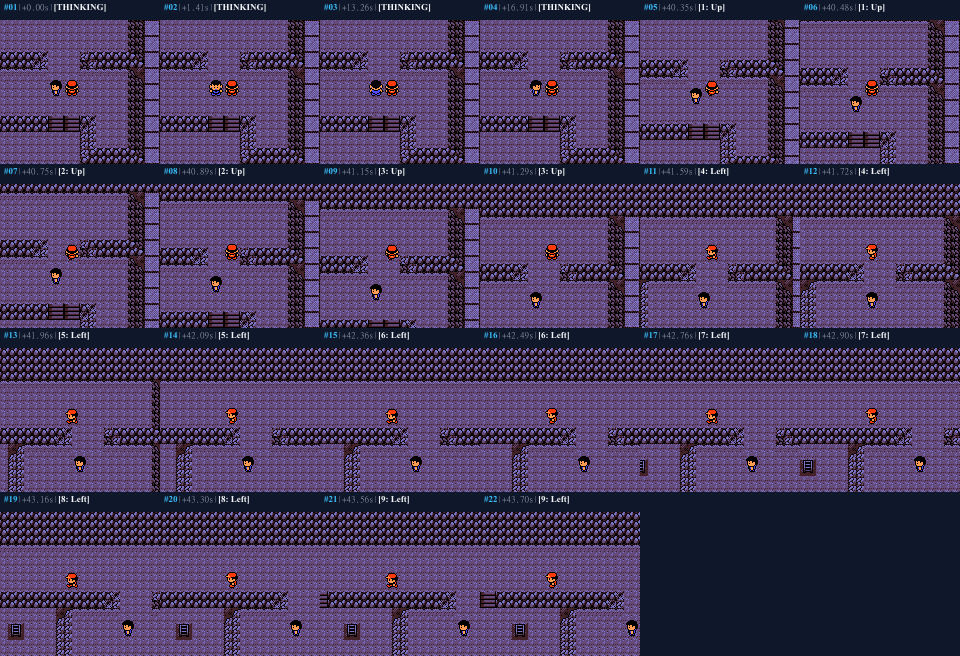 #01|+0.00s|[THINKING]
#02|+1.41s|[THINKING]
#03|+13.26s|[THINKING]
#04|+16.91s|[THINKING]
#05|+40.35s|[1: Up]
#06|+40.48s|[1: Up]
#07|+40.75s|[2: Up]
#08|+40.89s|[2: Up]
#09|+41.15s|[3: Up]
#10|+41.29s|[3: Up]
#11|+41.59s|[4: Left]
#12|+41.72s|[4: Left]
#13|+41.96s|[5: Left]
#14|+42.09s|[5: Left]
#15|+42.36s|[6: Left]
#16|+42.49s|[6: Left]
#17|+42.76s|[7: Left]
#18|+42.90s|[7: Left]
#19|+43.16s|[8: Left]
#20|+43.30s|[8: Left]
#21|+43.56s|[9: Left]
#22|+43.70s|[9: Left]